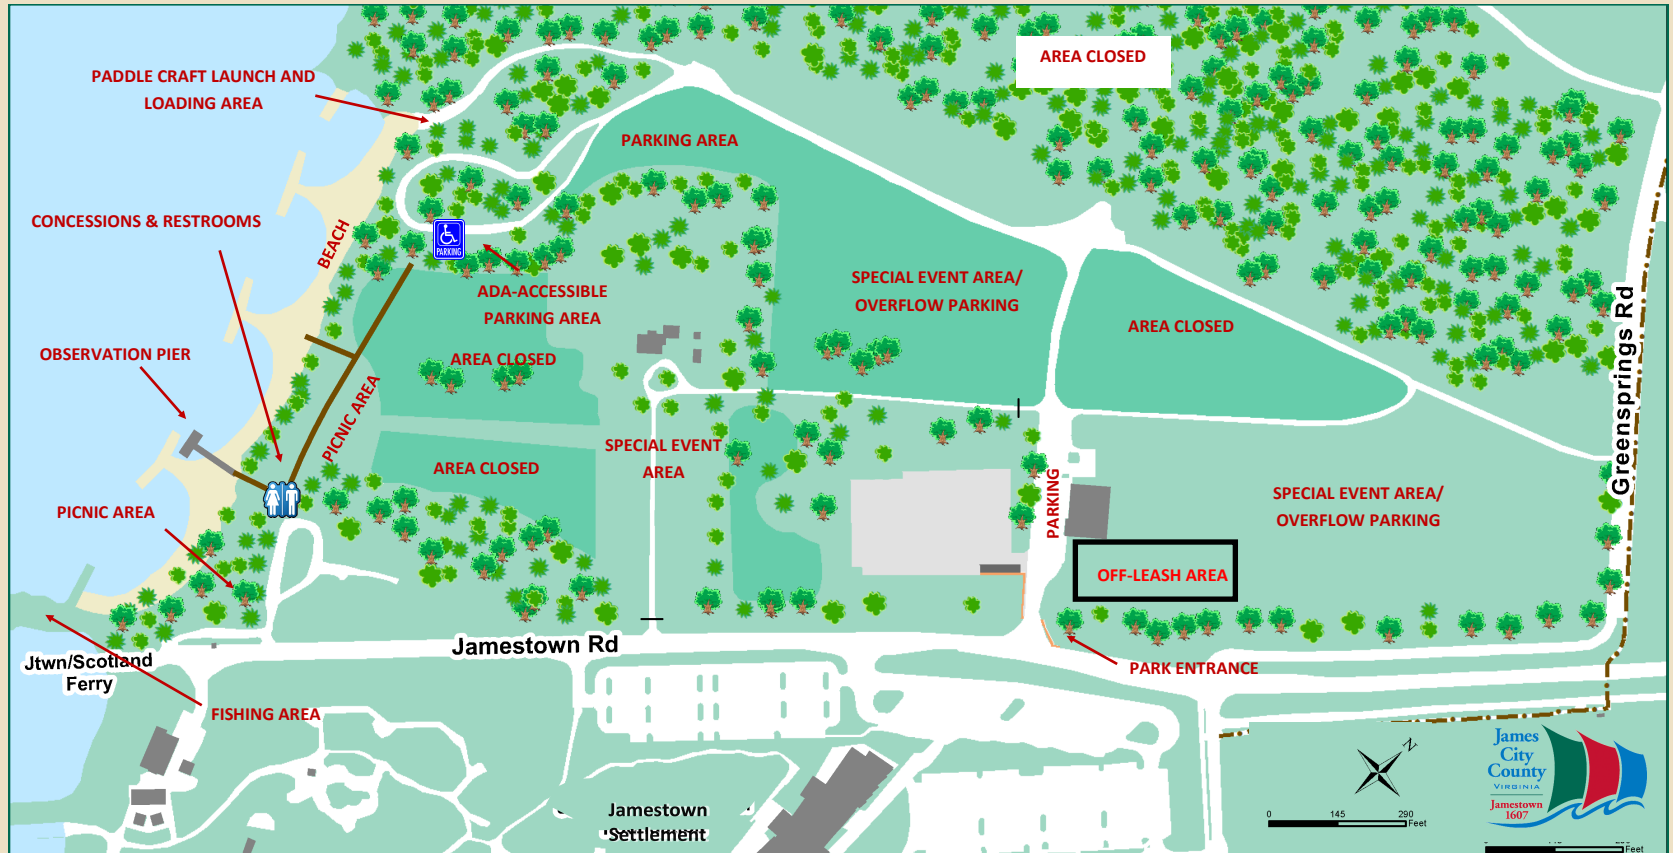 AREA CLOSED
PADDLE CRAFT LAUNCH AND
LOADING AREA
PARKING AREA
CONCESSIONS & RESTROOMS
BEACH
PARKING
ADA-ACCESSIBLE
PARKING AREA
SPECIAL EVENT AREA/
OVERFLOW PARKING
AREA CLOSED
OBSERVATION PIER
AREA CLOSED
PICNIC AREA
Greensprings Rd
SPECIAL EVENT
AREA
AREA CLOSED
PARKING
SPECIAL EVENT AREA/
OVERFLOW PARKING
PICNIC AREA
OFF-LEASH AREA
Jamestown Rd
Jtwn/Scotland
Ferry
PARK ENTRANCE
FISHING AREA
N
James
City
County
VIRGINIA
Jamestown
1607
Jamestown
Settlement
0 145 290
Feet
Feet